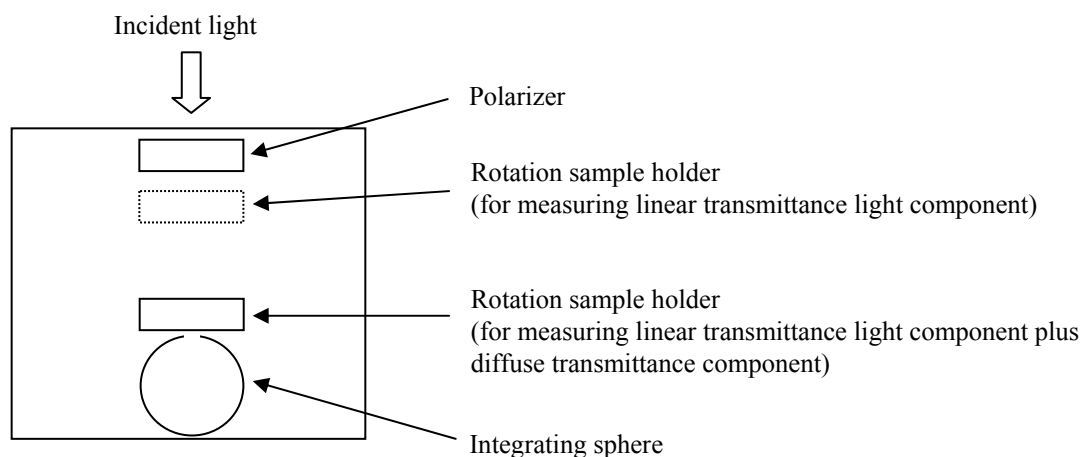 Incident light
Polarizer
Rotation sample holder
(for measuring linear transmittance light component)
Rotation sample holder
(for measuring linear transmittance light component plus
diffuse transmittance component)
Integrating sphere